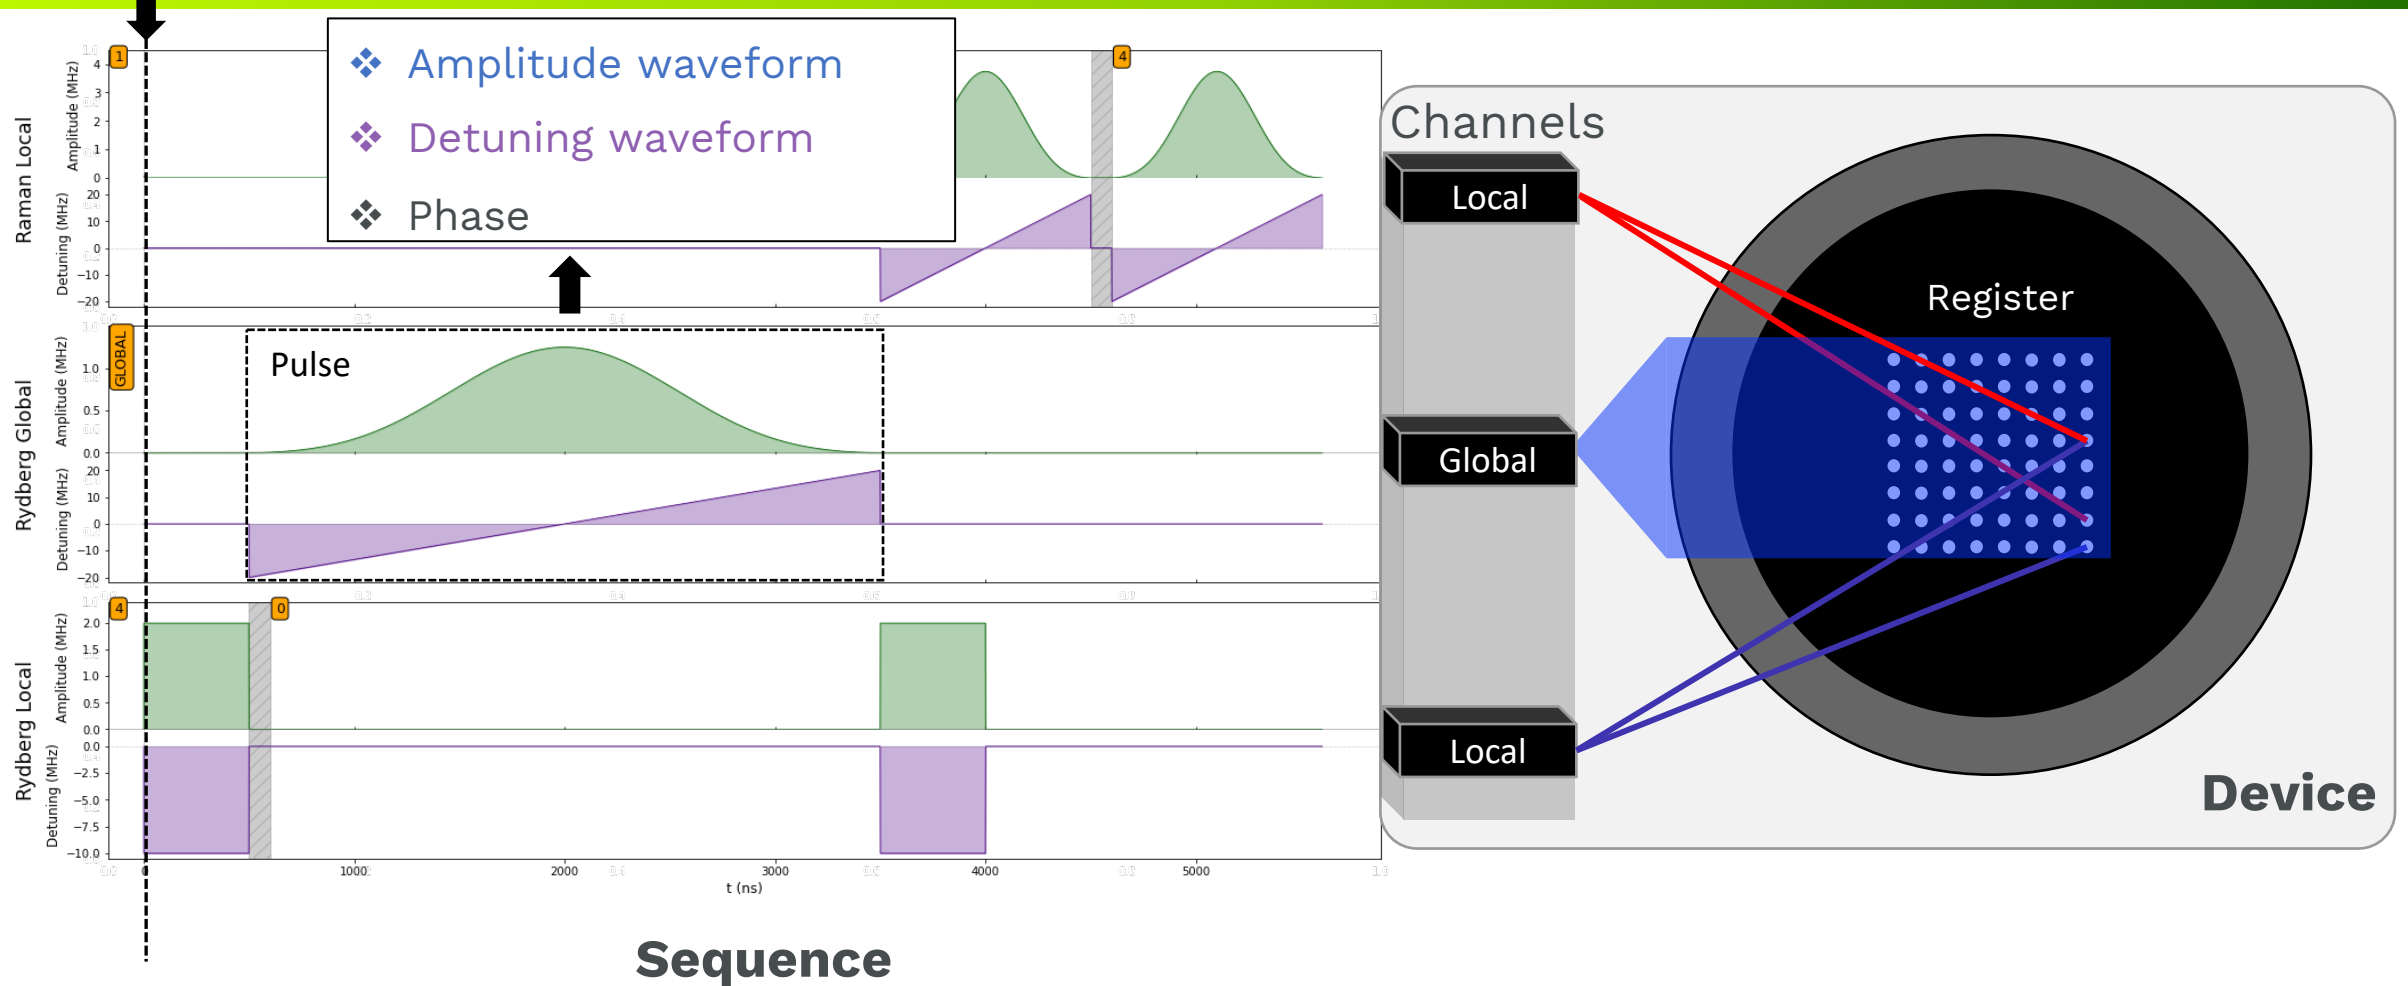 Amplitude waveform
Detuning waveform
Phase
Raman Local
Amplitude (MHz)
4
3
2
1
0
Detuning (MHz)
20
10
0
−10
−20
1
4
Rydberg Global
Amplitude (MHz)
1.0
0.5
0.0
Detuning (MHz)
20
10
0
−10
−20
GLOBAL
Pulse
Rydberg Local
Amplitude (MHz)
2.0
1.5
1.0
0.5
0.0
Detuning (MHz)
0.0
−2.5
−5.0
−7.5
−10.0
4
0
0 1000 2000 3000 4000 5000
t (ns)
Sequence
Channels
Local
Global
Local
Register
Device